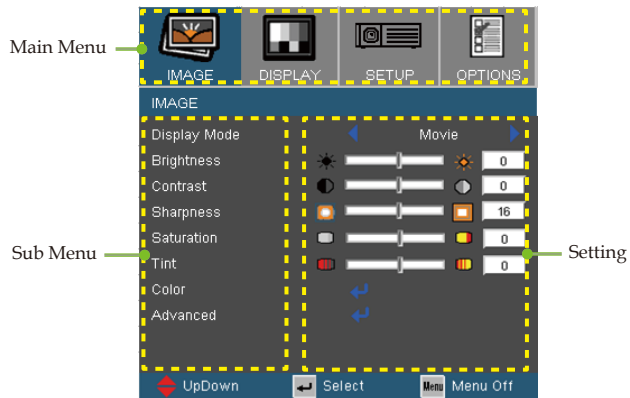 Main Menu
IMAGE DISPLAY SETUP OPTIONS
IMAGE
Display Mode Movie
Brightness 0
Contrast 0
Sharpness 16
Saturation 0
Sub Menu
Setting
Tint 0
Color
Advanced
UpDown Select Menu Menu Off